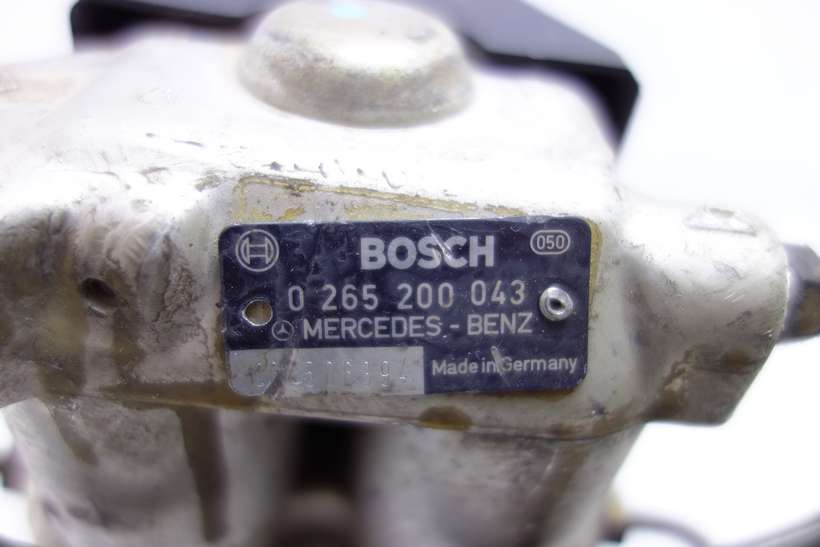 BOSCH
050
0 265 200 043
MERCEDES - BENZ
Made in Germany